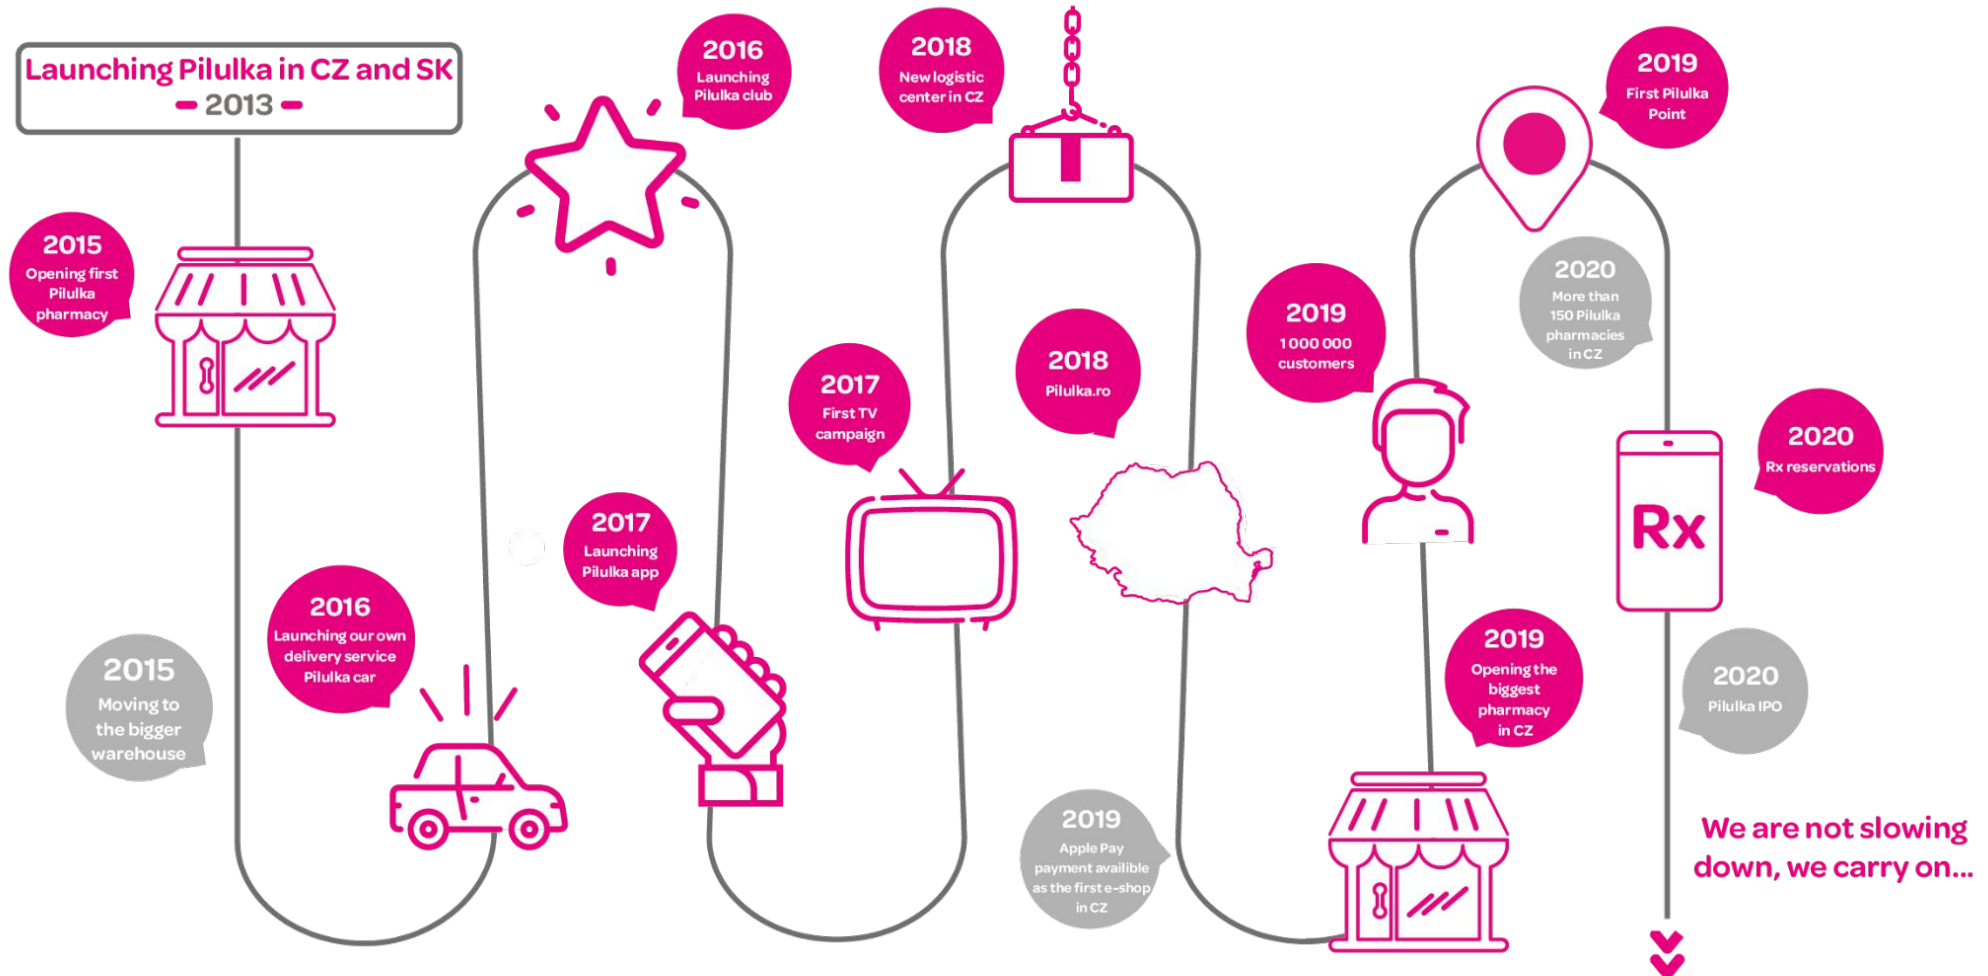 Launching Pilulka in CZ and SK
2013
2015
Opening first
Pilulka
pharmacy
2015
Moving to
the bigger
warehouse
2016
Launching our own
delivery service
Pilulka car
2016
Launching
Pilulka club
2017
Launching
Pilulka app
2017
First TV
campaign
2018
New logistic
center in CZ
2018
Pilulka.ro
2019
Apple Pay
payment availible
as the first e-shop
in CZ
2019
Opening the
biggest
pharmacy
in CZ
2019
1 000 000
customers
2019
First Pilulka
Point
2020
More than
150 Pilulka
pharmacies
in CZ
2020
Rx reservations
Rx
2020
Pilulka IPO
We are not slowing
down, we carry on...